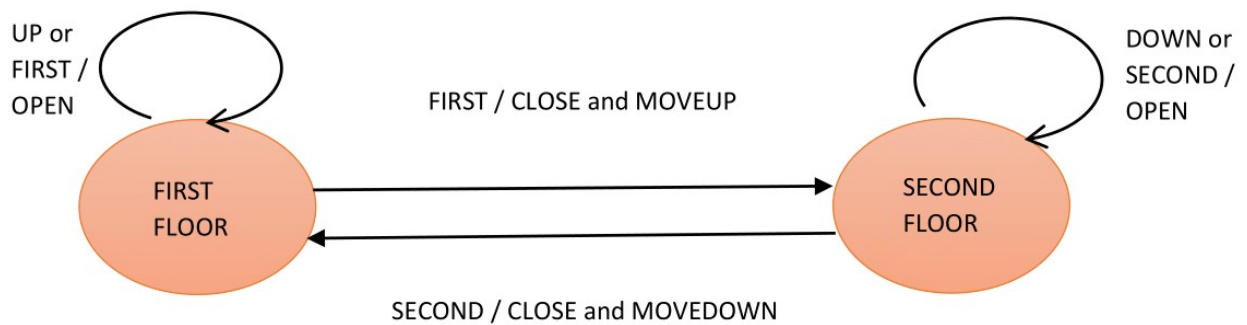 UP or
FIRST /
OPEN
DOWN or
SECOND /
OPEN
FIRST / CLOSE and MOVEUP
FIRST
FLOOR
SECOND
FLOOR
SECOND / CLOSE and MOVEDOWN